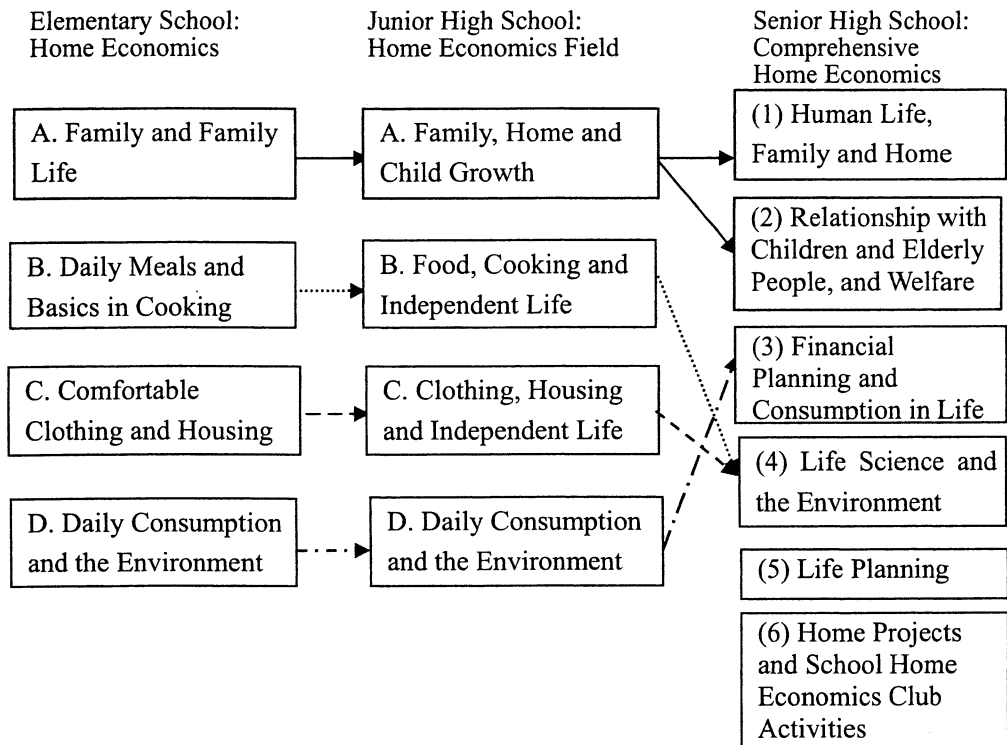 Elementary School:
Home Economics
Junior High School:
Home Economics Field
Senior High School:
Comprehensive
Home Economics
A. Family and Family
Life
A. Family, Home and
Child Growth
(1) Human Life,
Family and Home
(2) Relationship with
Children and Elderly
People, and Welfare
B. Daily Meals and
Basics in Cooking
B. Food, Cooking and
Independent Life
(3) Financial
Planning and
Consumption in Life
C. Comfortable
Clothing and Housing
C. Clothing, Housing
and Independent Life
(4) Life Science and
the Environment
D. Daily Consumption
and the Environment
D. Daily Consumption
and the Environment
(5) Life Planning
(6) Home Projects
and School Home
Economics Club
Activities